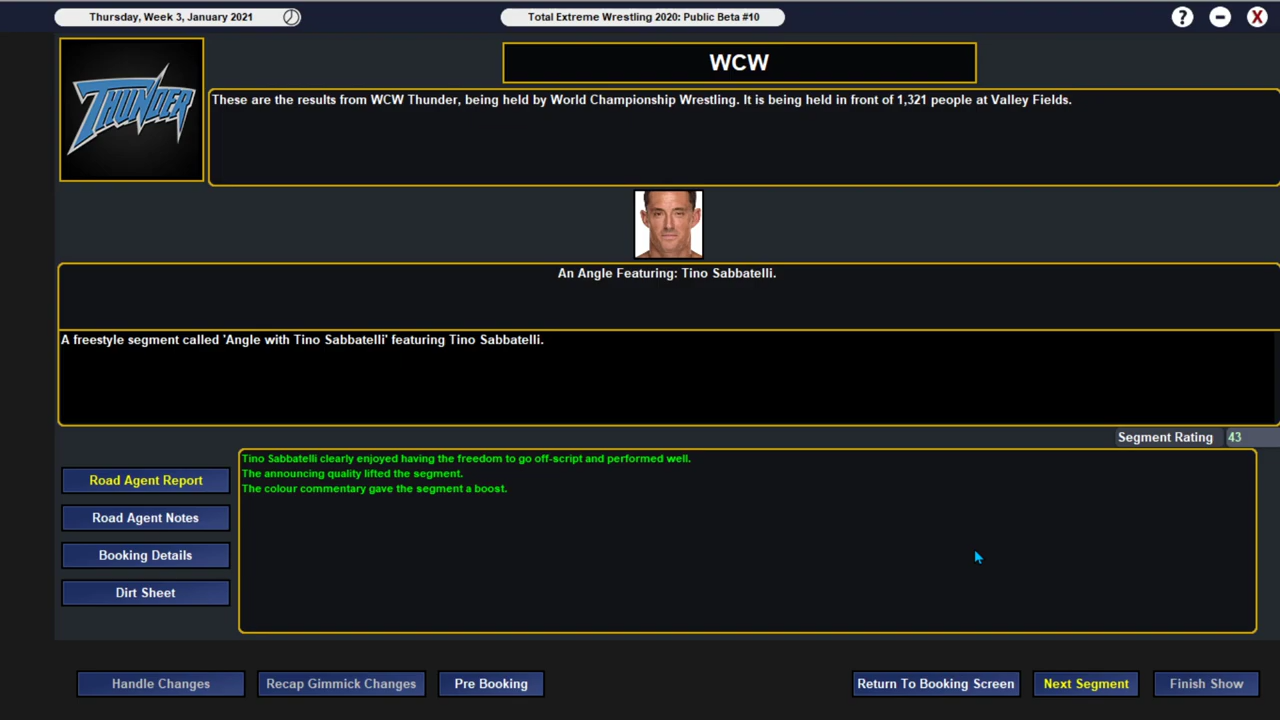 Thursday, Week 3, January 2021
Total Extreme Wrestling 2020: Public Beta #10
?
X
THUNDER
WCW
These are the results from WCW Thunder, being held by World Championship Wrestling. It is being held in front of 1,321 people at Valley Fields.
An Angle Featuring: Tino Sabbatelli.
A freestyle segment called 'Angle with Tino Sabbatelli' featuring Tino Sabbatelli.
Segment Rating 43
Tino Sabbatelli clearly enjoyed having the freedom to go off-script and performed well.
The announcing quality lifted the segment.
The colour commentary gave the segment a boost.
Road Agent Report
Road Agent Notes
Booking Details
Dirt Sheet
Handle Changes Recap Gimmick Changes Pre Booking Return To Booking Screen Next Segment Finish Show